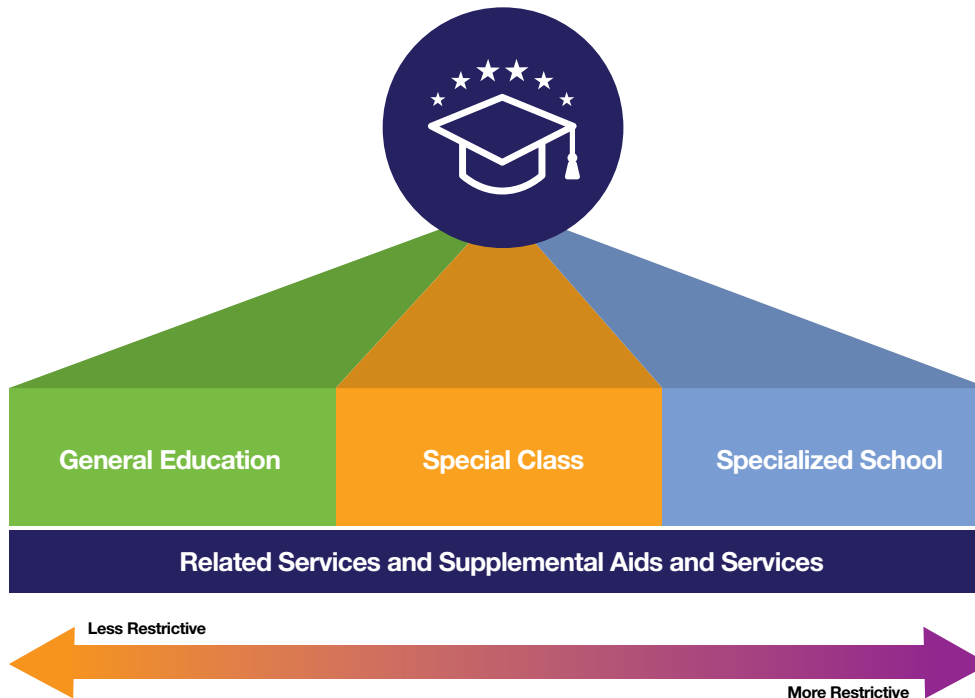 General Education
Special Class
Specialized School
Related Services and Supplemental Aids and Services
Less Restrictive
More Restrictive